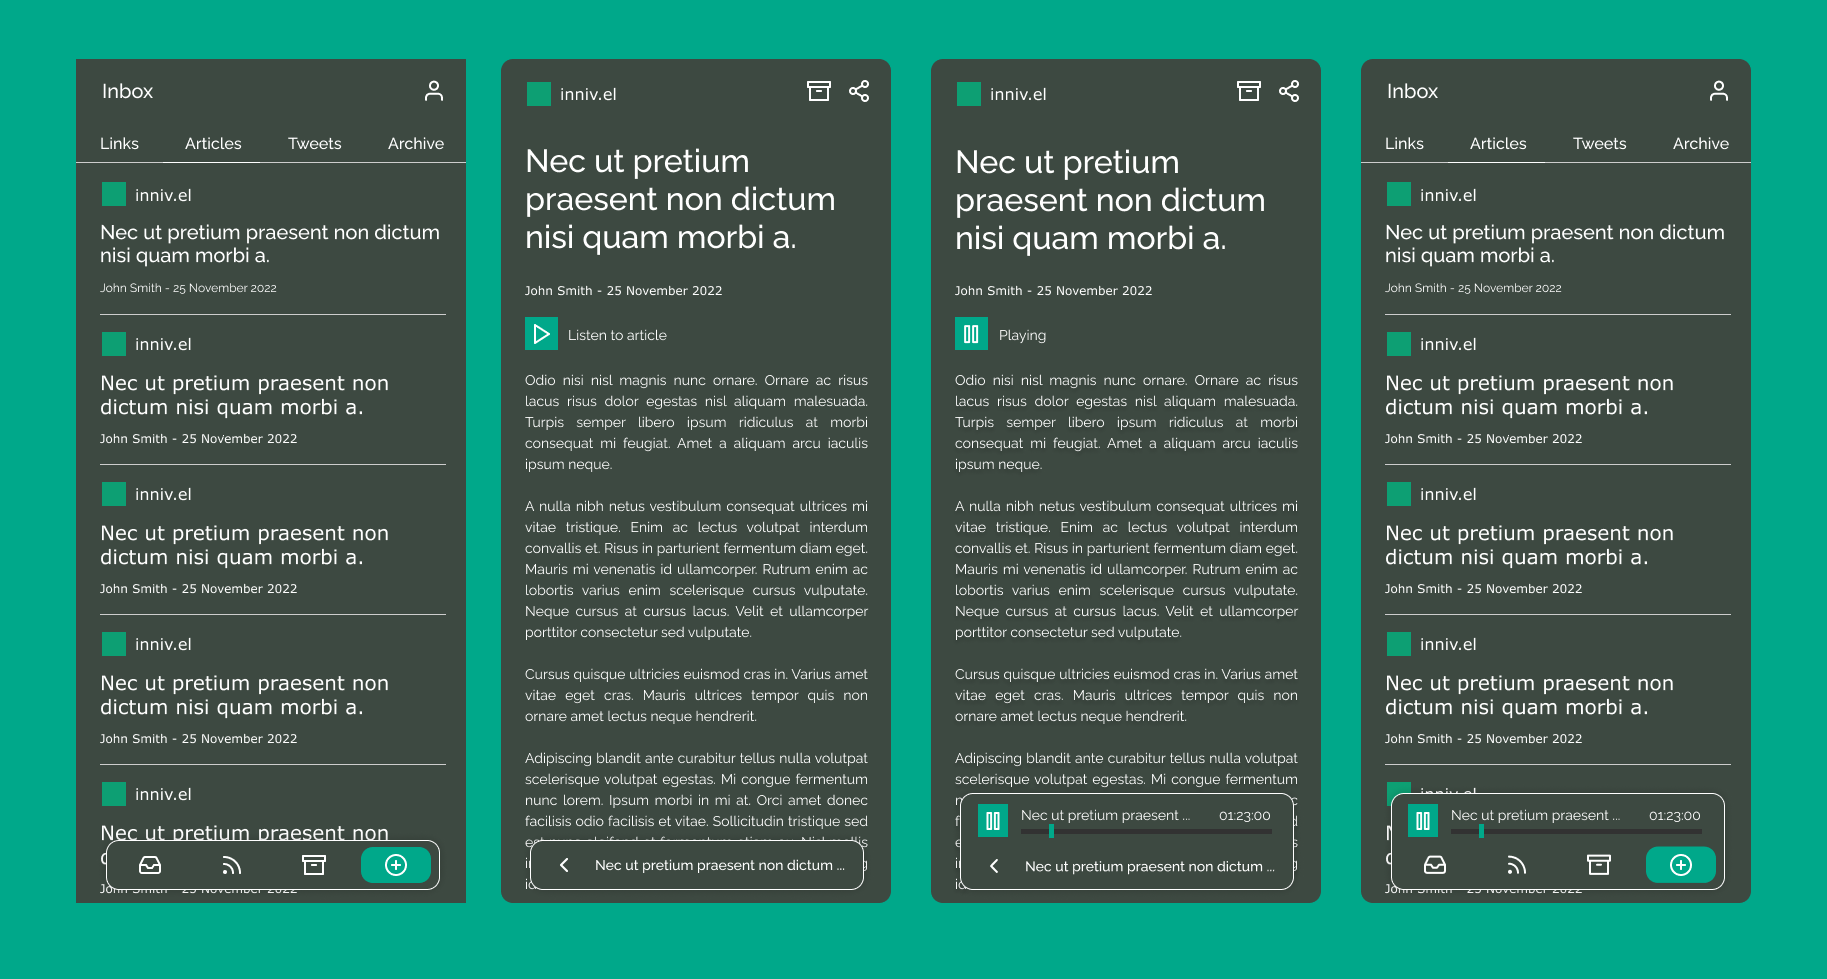 Inbox
Links Articles Tweets Archive
inniv.el
Nec ut pretium praesent non dictum
nisi quam morbi a.
John Smith - 25 November 2022
inniv.el
Nec ut pretium praesent non
dictum nisi quam morbi a.
John Smith - 25 November 2022
inniv.el
Nec ut pretium praesent non
dictum nisi quam morbi a.
John Smith - 25 November 2022
inniv.el
Nec ut pretium praesent non
dictum nisi quam morbi a.
John Smith - 25 November 2022
inniv.el
Nec ut pretium praesent non
John Smith - 25 November 2022
inniv.el
Nec ut pretium
praesent non dictum
nisi quam morbi a.
John Smith - 25 November 2022
Listen to article
Odio nisi nisl magnis nunc ornare. Ornare ac risus
lacus risus dolor egestas nisl aliquam malesuada.
Turpis semper libero ipsum ridiculus at morbi
consequat mi feugiat. Amet a aliquam arcu iaculis
ipsum neque.
A nulla nibh netus vestibulum consequat ultrices mi
vitae tristique. Enim ac lectus volutpat interdum
convallis et. Risus in parturient fermentum diam eget.
Mauris mi venenatis id ullamcorper. Rutrum enim ac
lobortis varius enim scelerisque cursus vulputate.
Neque cursus at cursus lacus. Velit et ullamcorper
porttitor consectetur sed vulputate.
Cursus quisque ultricies euismod cras in. Varius amet
vitae eget cras. Mauris ultrices tempor quis non
ornare amet lectus neque hendrerit.
Adipiscing blandit ante curabitur tellus nulla volutpat
scelerisque volutpat egestas. Mi congue fermentum
nunc lorem. Ipsum morbi in mi at. Orci amet donec
facilisis odio facilisis et vitae. Sollicitudin tristique sed
Nec ut pretium praesent non dictum ...
inniv.el
Nec ut pretium
praesent non dictum
nisi quam morbi a.
John Smith - 25 November 2022
Playing
Odio nisi nisl magnis nunc ornare. Ornare ac risus
lacus risus dolor egestas nisl aliquam malesuada.
Turpis semper libero ipsum ridiculus at morbi
consequat mi feugiat. Amet a aliquam arcu iaculis
ipsum neque.
A nulla nibh netus vestibulum consequat ultrices mi
vitae tristique. Enim ac lectus volutpat interdum
convallis et. Risus in parturient fermentum diam eget.
Mauris mi venenatis id ullamcorper. Rutrum enim ac
lobortis varius enim scelerisque cursus vulputate.
Neque cursus at cursus lacus. Velit et ullamcorper
porttitor consectetur sed vulputate.
Cursus quisque ultricies euismod cras in. Varius amet
vitae eget cras. Mauris ultrices tempor quis non
ornare amet lectus neque hendrerit.
Adipiscing blandit ante curabitur tellus nulla volutpat
scelerisque volutpat egestas. Mi congue fermentum
Nec ut pretium praesent ... 01:23:00
Nec ut pretium praesent non dictum ...
Inbox
Links Articles Tweets Archive
inniv.el
Nec ut pretium praesent non dictum
nisi quam morbi a.
John Smith - 25 November 2022
inniv.el
Nec ut pretium praesent non
dictum nisi quam morbi a.
John Smith - 25 November 2022
inniv.el
Nec ut pretium praesent non
dictum nisi quam morbi a.
John Smith - 25 November 2022
inniv.el
Nec ut pretium praesent non
dictum nisi quam morbi a.
John Smith - 25 November 2022
inniv.el
Nec ut pretium praesent ... 01:23:00
John Smith - 25 November 2022